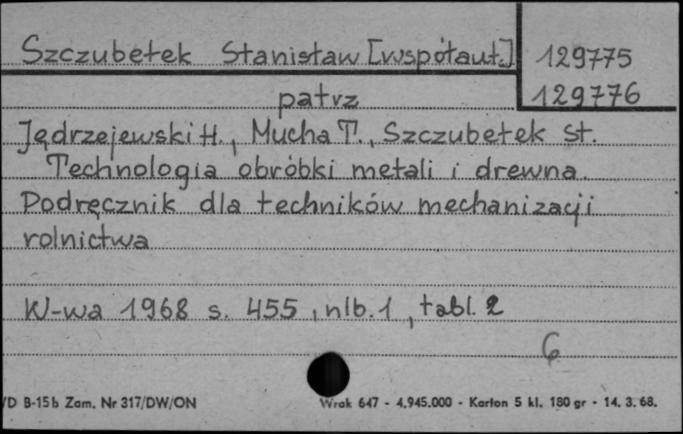 Szczubełek Stanisław [współaut.] 129775
patrz 129776
Jędrzejewski H., Mucha T., Szczubełek St.
Technologia obróbki metali i drewna.
Podręcznik dla techników mechanizacji
rolnictwa
W-wa 1968 s. 455, nlb. 1, tabl. 2
6
/D B-15b Zam. Nr 317/DW/ON Wrak 647 - 4.945.000 - Karton 5 kl. 180 gr - 14. 3. 68.